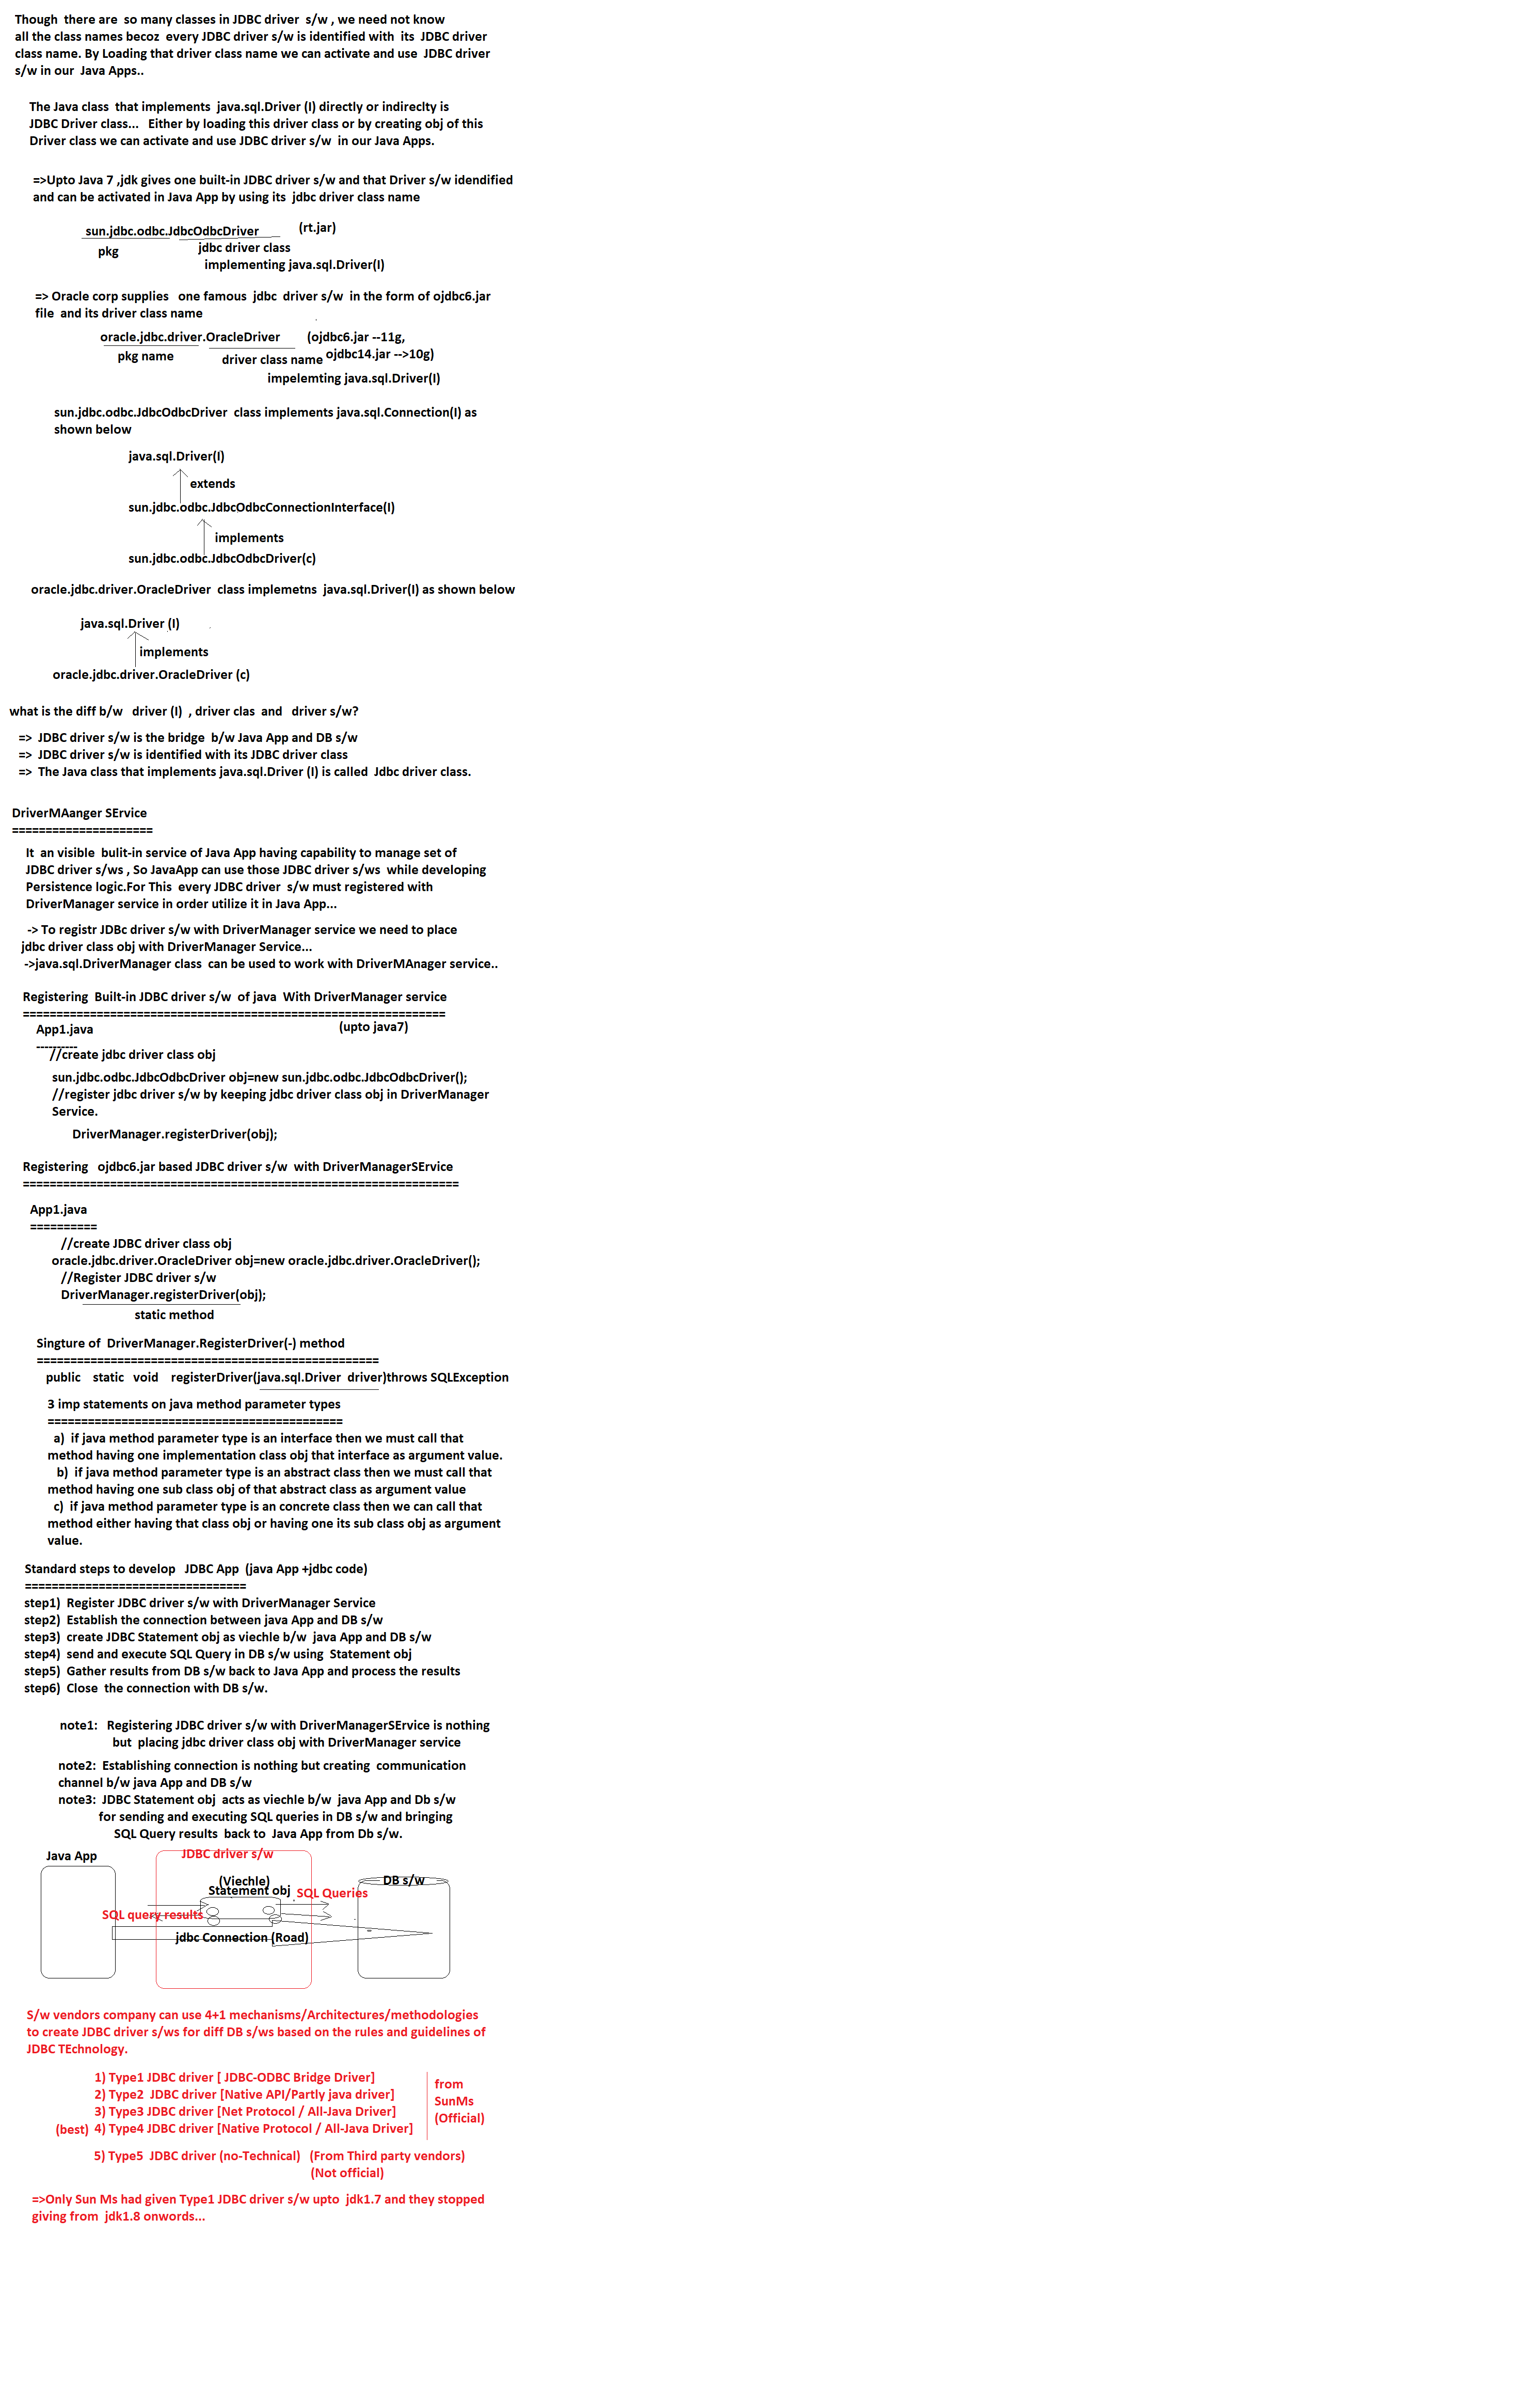 Though there are so many classes in JDBC driver s/w , we need not know
all the class names becoz every JDBC driver s/w is identified with its JDBC driver
class name. By Loading that driver class name we can activate and use JDBC driver
s/w in our Java Apps..
The Java class that implements java.sql.Driver (I) directly or indireclty is
JDBC Driver class... Either by loading this driver class or by creating obj of this
Driver class we can activate and use JDBC driver s/w in our Java Apps.
=>Upto Java 7 ,jdk gives one built-in JDBC driver s/w and that Driver s/w idendified
and can be activated in Java App by using its jdbc driver class name
sun.jdbc.odbc.JdbcOdbcDriver (rt.jar)
pkg jdbc driver class
implementing java.sql.Driver(I)
=> Oracle corp supplies one famous jdbc driver s/w in the form of ojdbc6.jar
file and its driver class name
oracle.jdbc.driver.OracleDriver (ojdbc6.jar --11g,
pkg name driver class name ojdbc14.jar -->10g)
impelemting java.sql.Driver(I)
sun.jdbc.odbc.JdbcOdbcDriver class implements java.sql.Connection(I) as
shown below
java.sql.Driver(I)
extends
sun.jdbc.odbc.JdbcOdbcConnectionInterface(I)
implements
sun.jdbc.odbc.JdbcOdbcDriver(c)
oracle.jdbc.driver.OracleDriver class implemetns java.sql.Driver(I) as shown below
java.sql.Driver (I)
implements
oracle.jdbc.driver.OracleDriver (c)
what is the diff b/w driver (I) , driver clas and driver s/w?
=> JDBC driver s/w is the bridge b/w Java App and DB s/w
=> JDBC driver s/w is identified with its JDBC driver class
=> The Java class that implements java.sql.Driver (I) is called Jdbc driver class.
DriverMAanger SErvice
=====================
It an visible bulit-in service of Java App having capability to manage set of
JDBC driver s/ws , So JavaApp can use those JDBC driver s/ws while developing
Persistence logic.For This every JDBC driver s/w must registered with
DriverManager service in order utilize it in Java App...
-> To registr JDBc driver s/w with DriverManager service we need to place
jdbc driver class obj with DriverManager Service...
->java.sql.DriverManager class can be used to work with DriverMAnager service..
Registering Built-in JDBC driver s/w of java With DriverManager service
===============================================================
App1.java (upto java7)
----------
//create jdbc driver class obj
sun.jdbc.odbc.JdbcOdbcDriver obj=new sun.jdbc.odbc.JdbcOdbcDriver();
//register jdbc driver s/w by keeping jdbc driver class obj in DriverManager
Service.
DriverManager.registerDriver(obj);
Registering ojdbc6.jar based JDBC driver s/w with DriverManagerSErvice
=================================================================
App1.java
==========
//create JDBC driver class obj
oracle.jdbc.driver.OracleDriver obj=new oracle.jdbc.driver.OracleDriver();
//Register JDBC driver s/w
DriverManager.registerDriver(obj);
static method
Singture of DriverManager.RegisterDriver(-) method
===================================================
public static void registerDriver(java.sql.Driver driver)throws SQLException
3 imp statements on java method parameter types
============================================
a) if java method parameter type is an interface then we must call that
method having one implementation class obj that interface as argument value.
b) if java method parameter type is an abstract class then we must call that
method having one sub class obj of that abstract class as argument value
c) if java method parameter type is an concrete class then we can call that
method either having that class obj or having one its sub class obj as argument
value.
Standard steps to develop JDBC App (java App +jdbc code)
=================================
step1) Register JDBC driver s/w with DriverManager Service
step2) Establish the connection between java App and DB s/w
step3) create JDBC Statement obj as viechle b/w java App and DB s/w
step4) send and execute SQL Query in DB s/w using Statement obj
step5) Gather results from DB s/w back to Java App and process the results
step6) Close the connection with DB s/w.
note1: Registering JDBC driver s/w with DriverManagerSErvice is nothing
but placing jdbc driver class obj with DriverManager service
note2: Establishing connection is nothing but creating communication
channel b/w java App and DB s/w
note3: JDBC Statement obj acts as viechle b/w java App and Db s/w
for sending and executing SQL queries in DB s/w and bringing
SQL Query results back to Java App from Db s/w.
Java App JDBC driver s/w
(Viechle) DB s/w
Statement obj SQL Queries
SQL query results
jdbc Connection (Road)
S/w vendors company can use 4+1 mechanisms/Architectures/methodologies
to create JDBC driver s/ws for diff DB s/ws based on the rules and guidelines of
JDBC TEchnology.
1) Type1 JDBC driver [ JDBC-ODBC Bridge Driver] from
2) Type2 JDBC driver [Native API/Partly java driver] SunMs
3) Type3 JDBC driver [Net Protocol / All-Java Driver] (Official)
(best) 4) Type4 JDBC driver [Native Protocol / All-Java Driver]
5) Type5 JDBC driver (no-Technical) (From Third party vendors)
(Not official)
=>Only Sun Ms had given Type1 JDBC driver s/w upto jdk1.7 and they stopped
giving from jdk1.8 onwords...